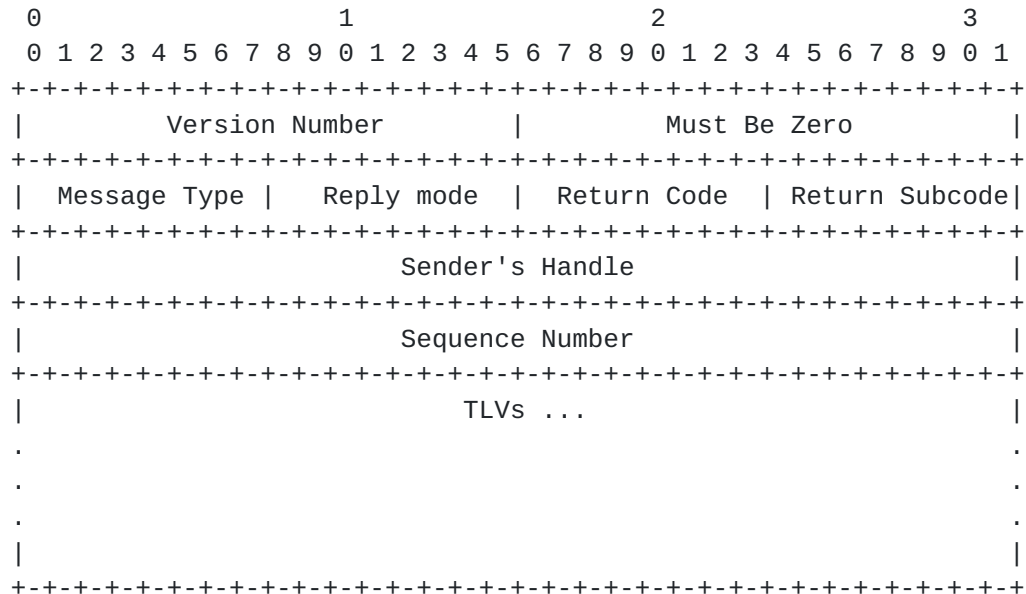 0                   1                   2                   3
 0 1 2 3 4 5 6 7 8 9 0 1 2 3 4 5 6 7 8 9 0 1 2 3 4 5 6 7 8 9 0 1
+-+-+-+-+-+-+-+-+-+-+-+-+-+-+-+-+-+-+-+-+-+-+-+-+-+-+-+-+-+-+-+-+
|         Version Number        |         Must Be Zero          |
+-+-+-+-+-+-+-+-+-+-+-+-+-+-+-+-+-+-+-+-+-+-+-+-+-+-+-+-+-+-+-+-+
|  Message Type |   Reply mode  |  Return Code  | Return Subcode|
+-+-+-+-+-+-+-+-+-+-+-+-+-+-+-+-+-+-+-+-+-+-+-+-+-+-+-+-+-+-+-+-+
|                        Sender's Handle                        |
+-+-+-+-+-+-+-+-+-+-+-+-+-+-+-+-+-+-+-+-+-+-+-+-+-+-+-+-+-+-+-+-+
|                        Sequence Number                        |
+-+-+-+-+-+-+-+-+-+-+-+-+-+-+-+-+-+-+-+-+-+-+-+-+-+-+-+-+-+-+-+-+
|                            TLVs ...                           |
.                                                               .
.                                                               .
.                                                               .
|                                                               |
+-+-+-+-+-+-+-+-+-+-+-+-+-+-+-+-+-+-+-+-+-+-+-+-+-+-+-+-+-+-+-+-+